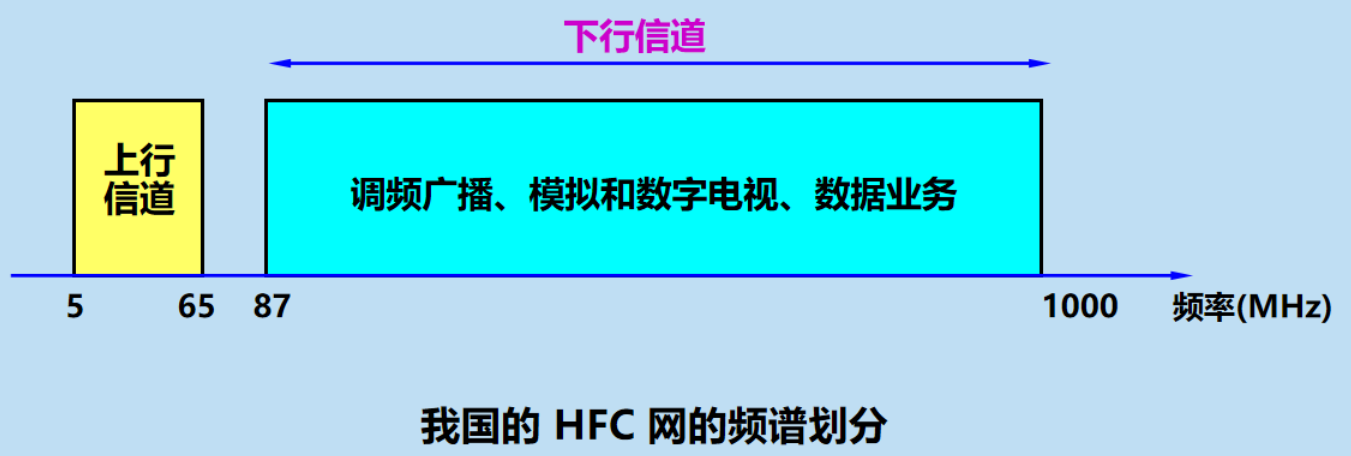 下行信道
上行
信道
调频广播、模拟和数字电视、数据业务
5 65 87 1000 频率(MHz)
我国的 HFC 网的频谱划分